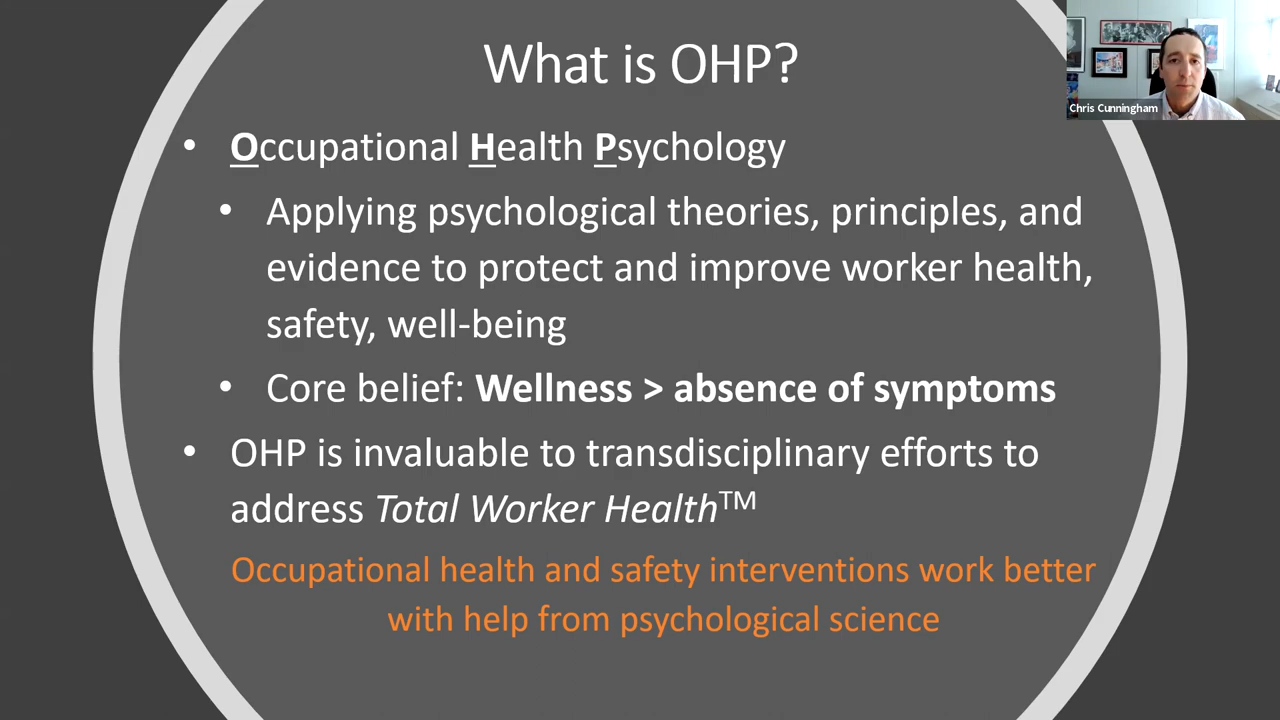 What is OHP?
Chris Cunningham
• Occupational Health Psychology
• Applying psychological theories, principles, and
evidence to protect and improve worker health,
safety, well-being
• Core belief: Wellness > absence of symptoms
• OHP is invaluable to transdisciplinary efforts to
address Total Worker Health™
Occupational health and safety interventions work better
with help from psychological science